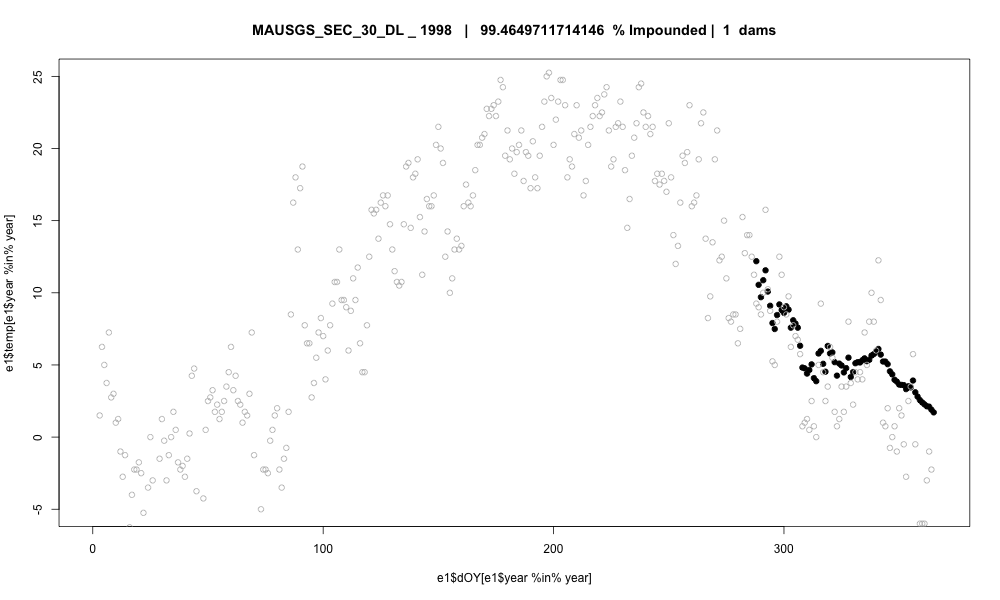 MAUSGS_SEC_30_DL _ 1998 | 99.4649711714146 % Impounded | 1 dams
e1$temp[e1$year %in% year]
25
20
15
10
5
0
-5
0 100 200 300
e1$dOY[e1$year %in% year]